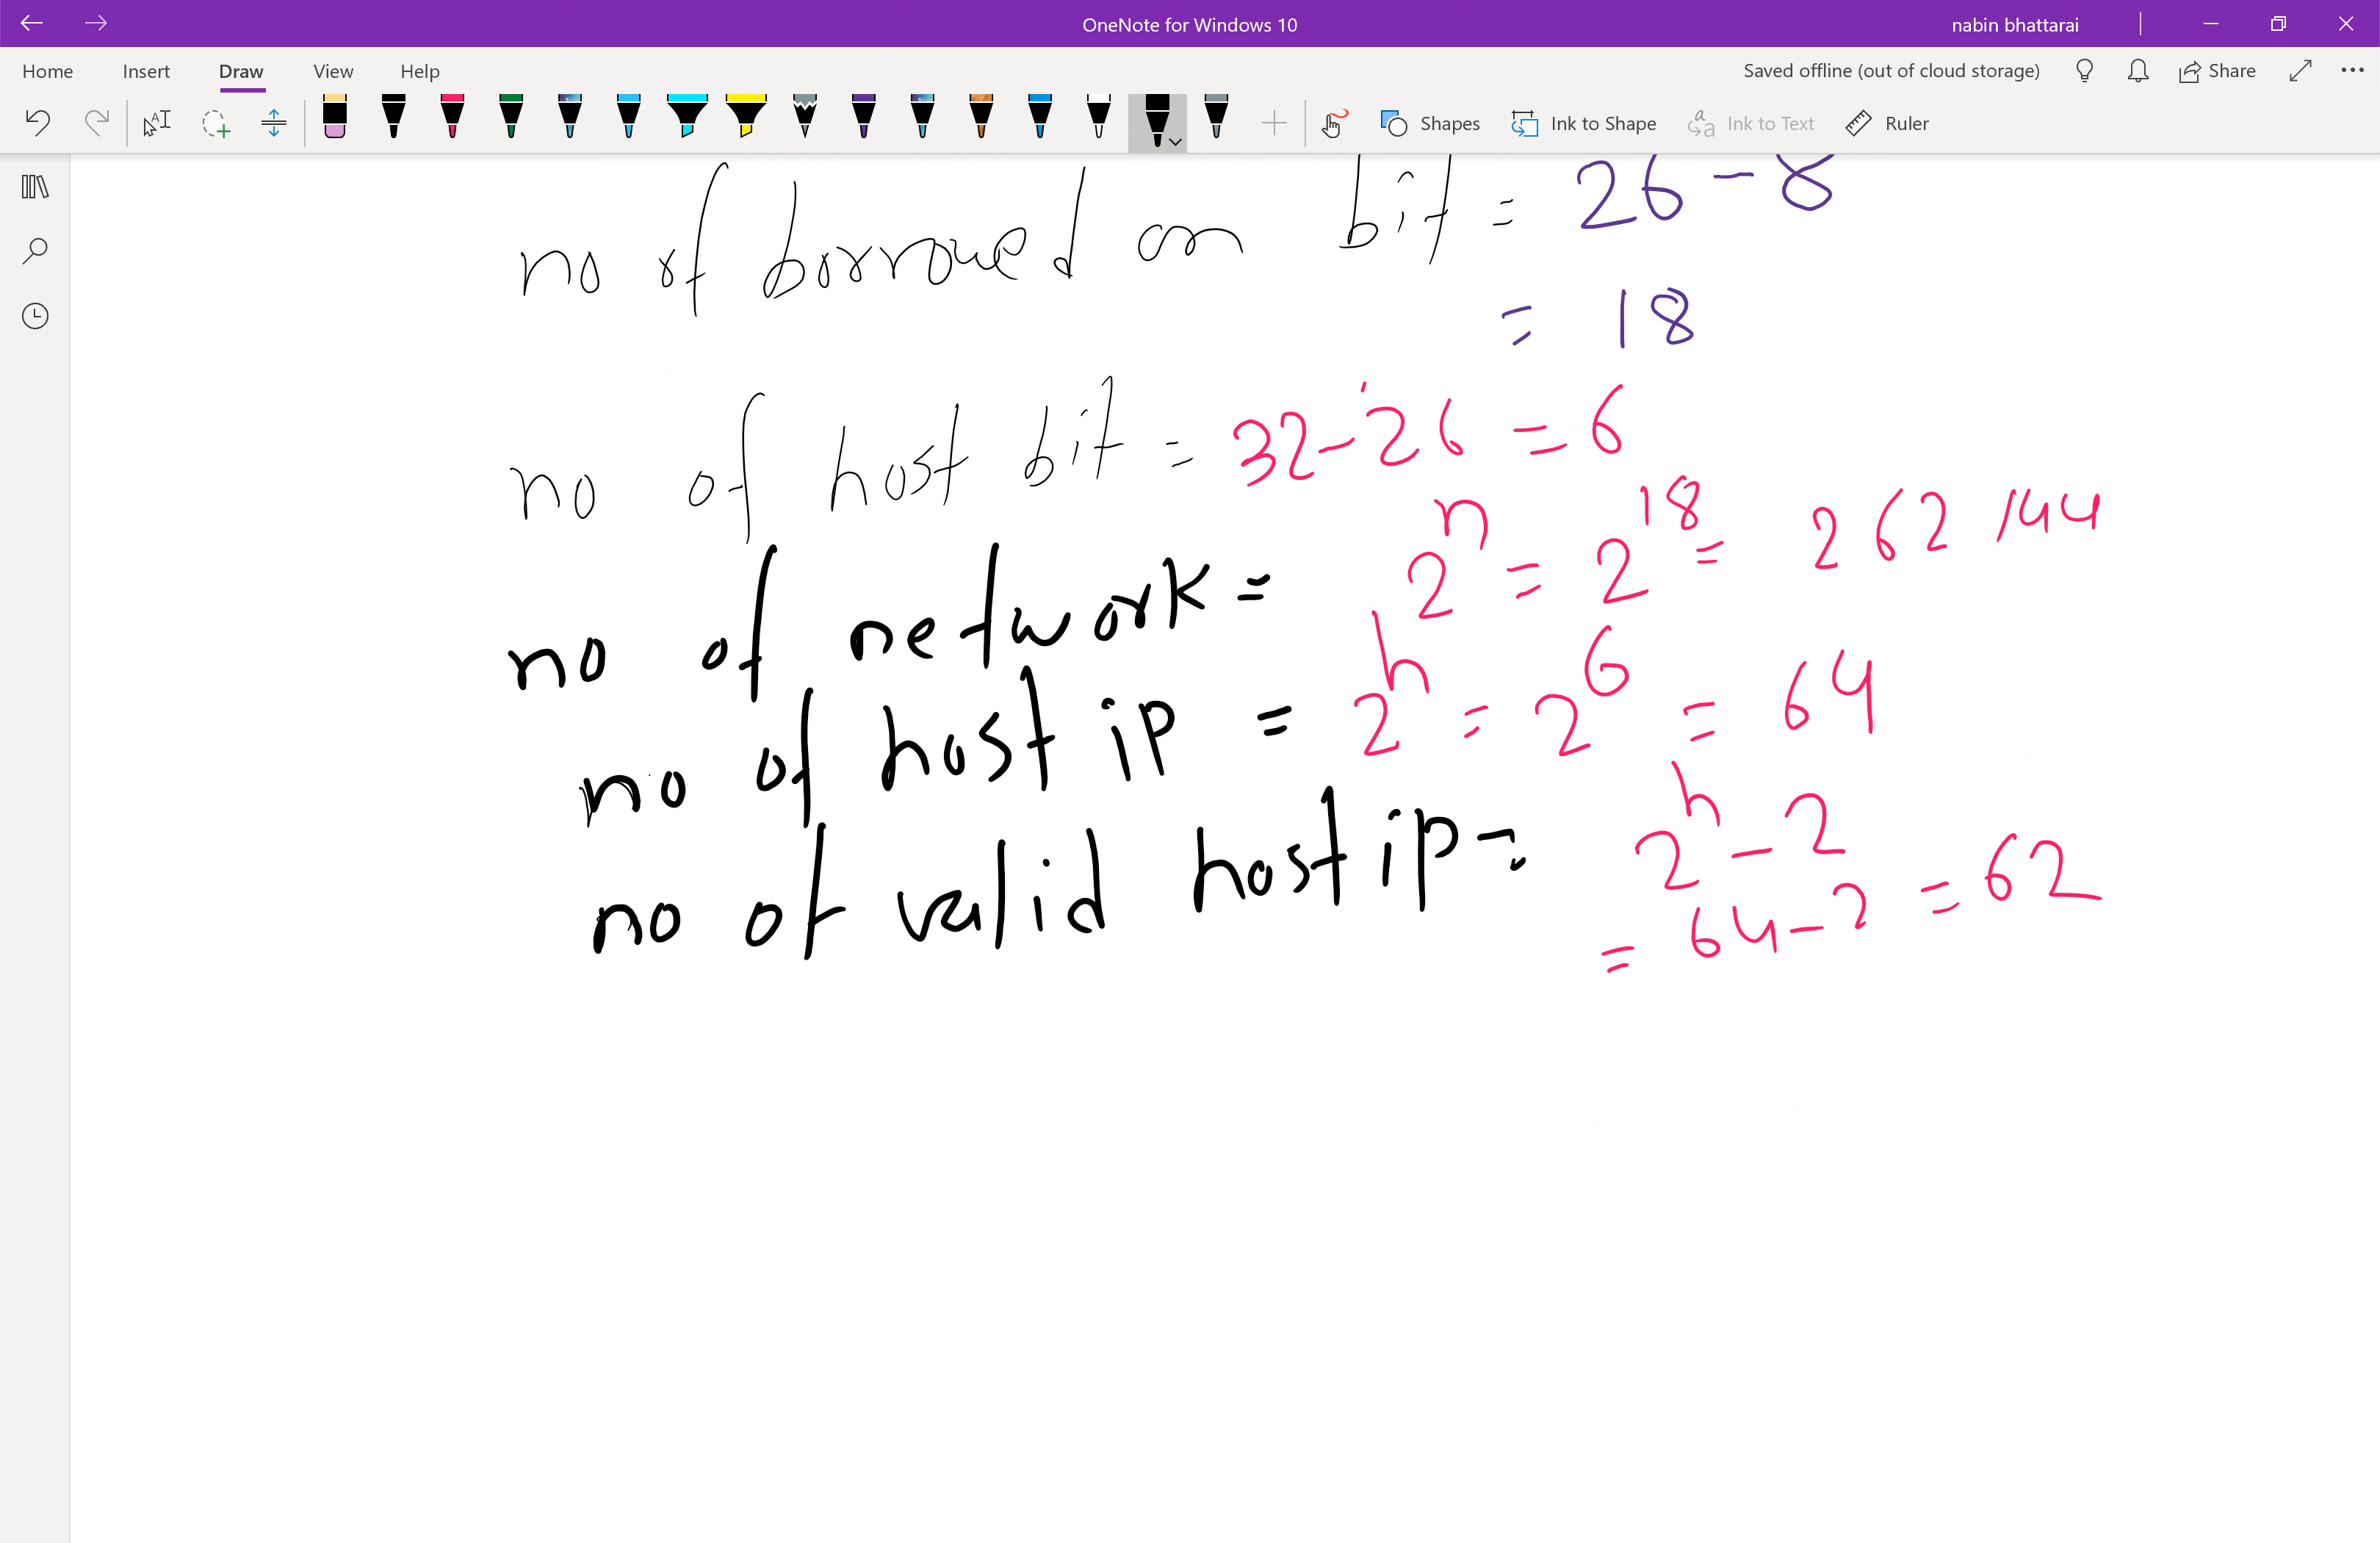 OneNote for Windows 10
nabin bhattarai
Home Insert Draw View Help
Saved offline (out of cloud storage)
Share
Shapes
Ink to Shape
Ink to Text
Ruler
no of borrowed on bit = 26 - 8
= 18
no of host bit = 32 - 26 = 6
no of network = 2^n = 2^18 = 262144
no of host ip = 2^h = 2^6 = 64
no of valid host ip = 2^h - 2
= 64 - 2 = 62